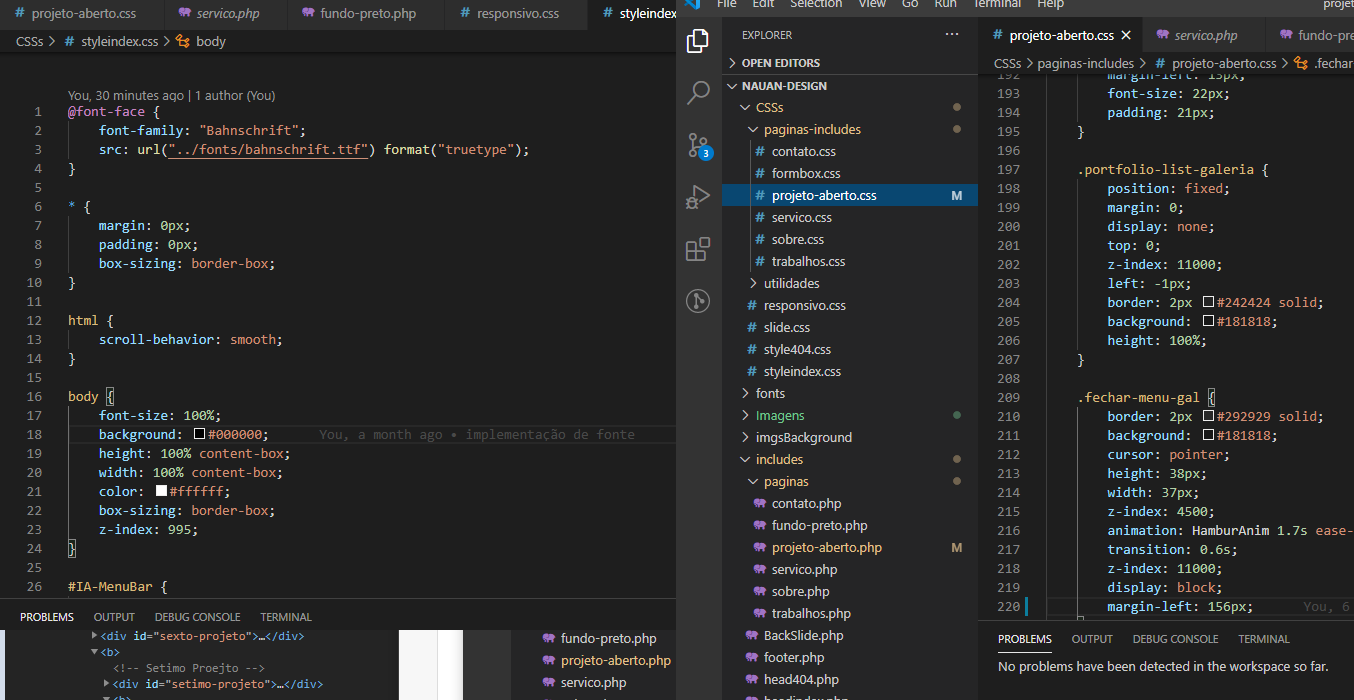 # projeto-aberto.css
servico.php
fundo-preto.php
# responsivo.css
# styleindex
CSSs > # styleindex.css > body
You, 30 minutes ago | 1 author (You)
1 @font-face {
2 font-family: "Bahnschrift";
3 src: url("../fonts/bahnschrift.ttf") format("truetype");
4 }
5
6 * {
7 margin: 0px;
8 padding: 0px;
9 box-sizing: border-box;
10 }
11
12 html {
13 scroll-behavior: smooth;
14 }
15
16 body {
17 font-size: 100%;
18 background: #000000; You, a month ago • implementação de fonte
19 height: 100% content-box;
20 width: 100% content-box;
21 color: #ffffff;
22 box-sizing: border-box;
23 z-index: 995;
24 }
25
26 #IA-MenuBar {
PROBLEMS OUTPUT DEBUG CONSOLE TERMINAL
<div id="sexto-projeto">…</div>
<b>
<!-- Setimo Proejto -->
<div id="setimo-projeto">…</div>
<b>
fundo-preto.php
projeto-aberto.php
servico.php
File Edit Selection View Go Run Terminal Help
projet
EXPLORER ...
> OPEN EDITORS
NAUAN-DESIGN
CSSs
paginas-includes
# contato.css
# formbox.css
# projeto-aberto.css M
# servico.css
# sobre.css
# trabalhos.css
> utilidades
# responsivo.css
# slide.css
# style404.css
# styleindex.css
> fonts
> Imagens
> imgsBackground
includes
paginas
contato.php
fundo-preto.php
projeto-aberto.php M
servico.php
sobre.php
trabalhos.php
BackSlide.php
footer.php
head404.php
headindex.php
3
# projeto-aberto.css ×
servico.php
fundo-pre
CSSs > paginas-includes > # projeto-aberto.css > .fechar
192 margin-left: 13px;
193 font-size: 22px;
194 padding: 21px;
195 }
196
197 .portfolio-list-galeria {
198 position: fixed;
199 margin: 0;
200 display: none;
201 top: 0;
202 z-index: 11000;
203 left: -1px;
204 border: 2px #242424 solid;
205 background: #181818;
206 height: 100%;
207 }
208
209 .fechar-menu-gal {
210 border: 2px #292929 solid;
211 background: #181818;
212 cursor: pointer;
213 height: 38px;
214 width: 37px;
215 z-index: 4500;
216 animation: HamburAnim 1.7s ease-
217 transition: 0.6s;
218 z-index: 11000;
219 display: block;
220 margin-left: 156px; You, 6
PROBLEMS OUTPUT DEBUG CONSOLE TERMINAL
No problems have been detected in the workspace so far.